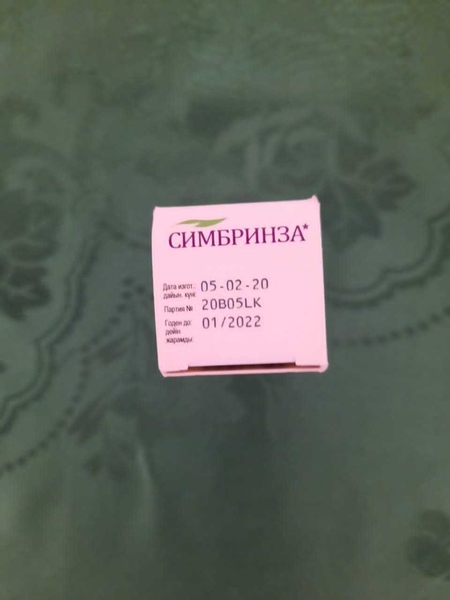 СИМБРИНЗА*
Дата изгот.: 05-02-20
дайын. күні:
Партия № 20B05LK
Годен до: 01/2022
дейін
жарамды: